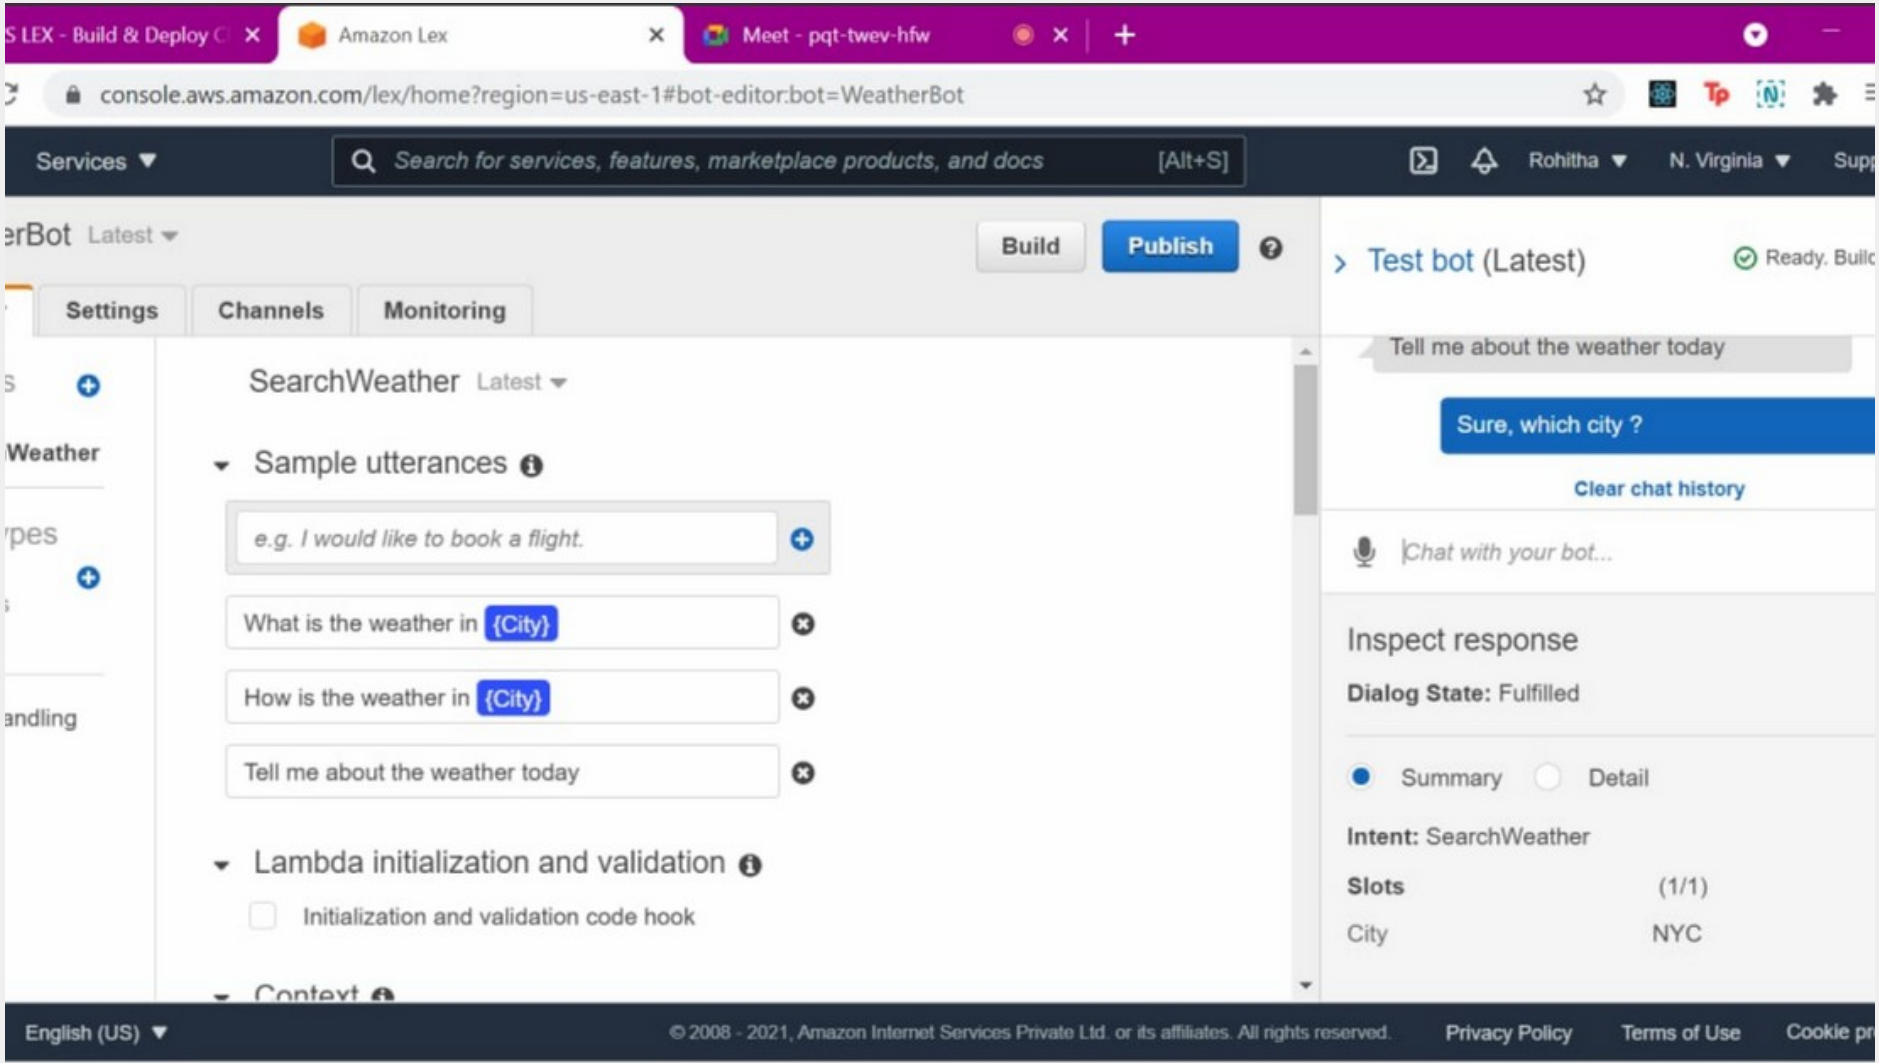 S LEX - Build & Deploy C
Amazon Lex
Meet - pqt-twev-hfw
console.aws.amazon.com/lex/home?region=us-east-1#bot-editor:bot=WeatherBot
Tp
N
Services
Search for services, features, marketplace products, and docs
[Alt+S]
Rohitha
N. Virginia
Supp
erBot Latest
Build
Publish
Settings
Channels
Monitoring
s
Weather
ypes
s
andling
SearchWeather Latest
Sample utterances
e.g. I would like to book a flight.
What is the weather in {City}
How is the weather in {City}
Tell me about the weather today
Lambda initialization and validation
Initialization and validation code hook
Context
Test bot (Latest)
Ready. Build
Tell me about the weather today
Sure, which city ?
Clear chat history
Chat with your bot...
Inspect response
Dialog State: Fulfilled
Summary
Detail
Intent: SearchWeather
Slots (1/1)
City NYC
English (US)
© 2008 - 2021, Amazon Internet Services Private Ltd. or its affiliates. All rights reserved.
Privacy Policy
Terms of Use
Cookie pr